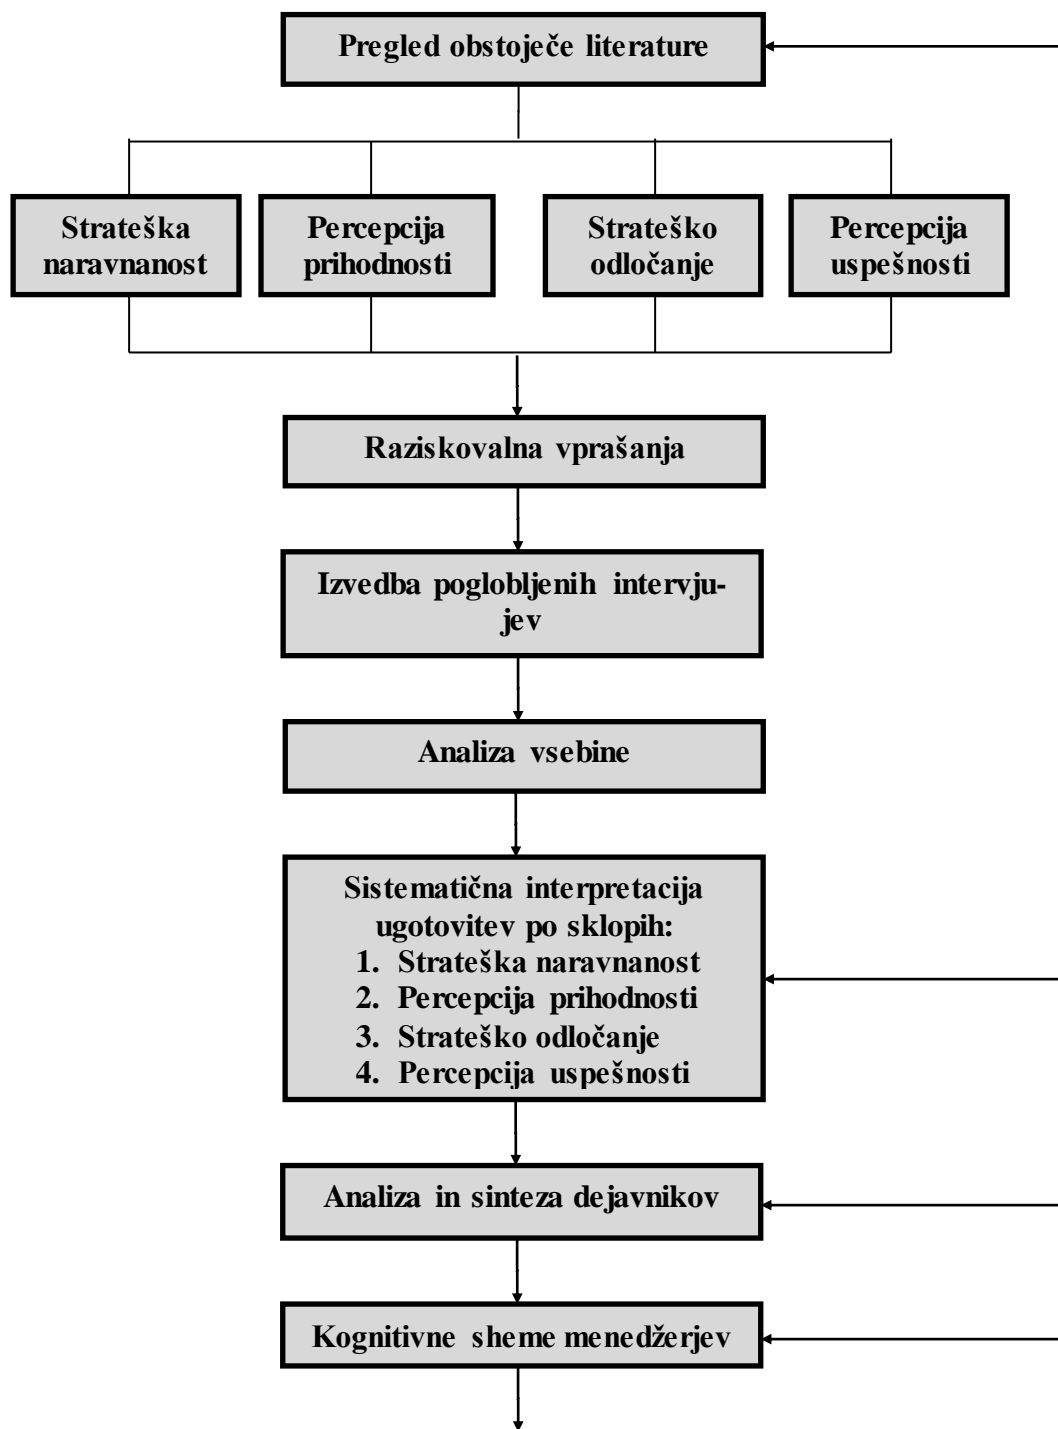 Pregled obstoječe literature
Strateška
naravnanost
Percepcija
prihodnosti
Strateško
odločanje
Percepcija
uspešnosti
Raziskovalna vprašanja
Izvedba poglobljenih intervju-
jev
Analiza vsebine
Sistematična interpretacija
ugotovitev po sklopih:
1. Strateška naravnanost
2. Percepcija prihodnosti
3. Strateško odločanje
4. Percepcija uspešnosti
Analiza in sinteza dejavnikov
Kognitivne sheme menedžerjev